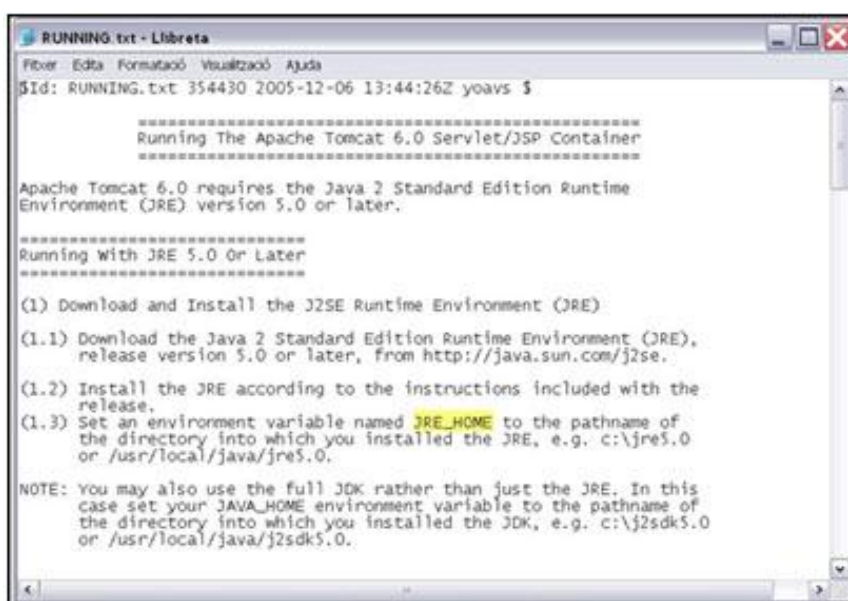 RUNNING.txt - Llibreta
Fitxer Edita Formatació Visualització Ajuda
$Id: RUNNING.txt 354430 2005-12-06 13:44:26Z yoavs $
===================================================
Running The Apache Tomcat 6.0 Servlet/JSP Container
===================================================
Apache Tomcat 6.0 requires the Java 2 Standard Edition Runtime
Environment (JRE) version 5.0 or later.
=============================
Running With JRE 5.0 Or Later
=============================
(1) Download and Install the J2SE Runtime Environment (JRE)
(1.1) Download the Java 2 Standard Edition Runtime Environment (JRE),
release version 5.0 or later, from http://java.sun.com/j2se.
(1.2) Install the JRE according to the instructions included with the
release.
(1.3) Set an environment variable named JRE_HOME to the pathname of
the directory into which you installed the JRE, e.g. c:\jre5.0
or /usr/local/java/jre5.0.
NOTE: You may also use the full JDK rather than just the JRE. In this
case set your JAVA_HOME environment variable to the pathname of
the directory into which you installed the JDK, e.g. c:\j2sdk5.0
or /usr/local/java/j2sdk5.0.